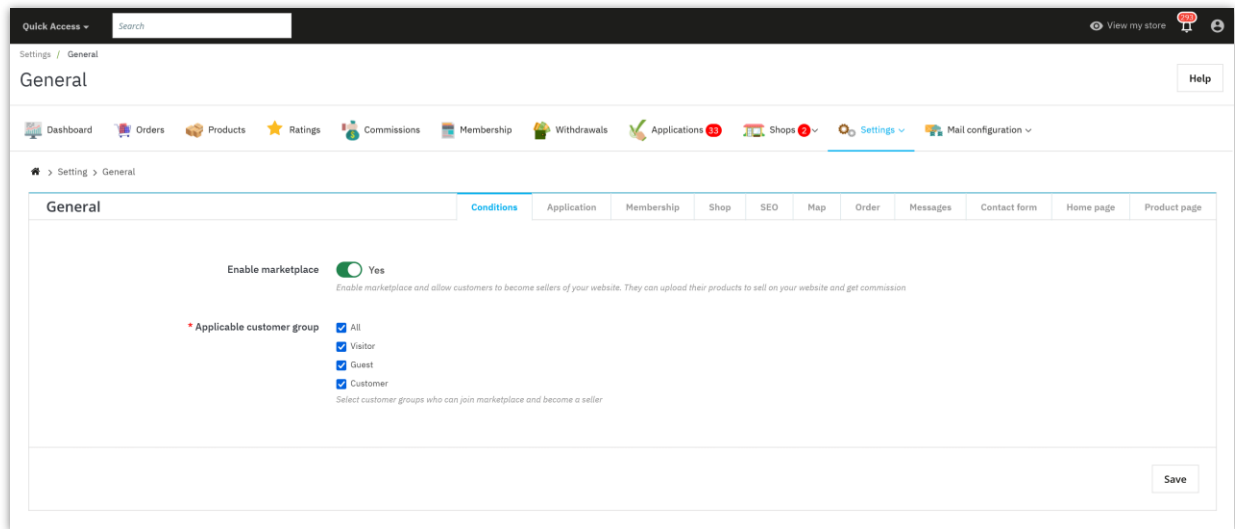 Quick Access Search View my store 293
Settings / General
General
Help
Dashboard Orders Products Ratings Commissions Membership Withdrawals Applications 33 Shops 2 Settings Mail configuration
> Setting > General
General Conditions Application Membership Shop SEO Map Order Messages Contact form Home page Product page
Enable marketplace Yes
Enable marketplace and allow customers to become sellers of your website. They can upload their products to sell on your website and get commission
* Applicable customer group All
Visitor
Guest
Customer
Select customer groups who can join marketplace and become a seller
Save